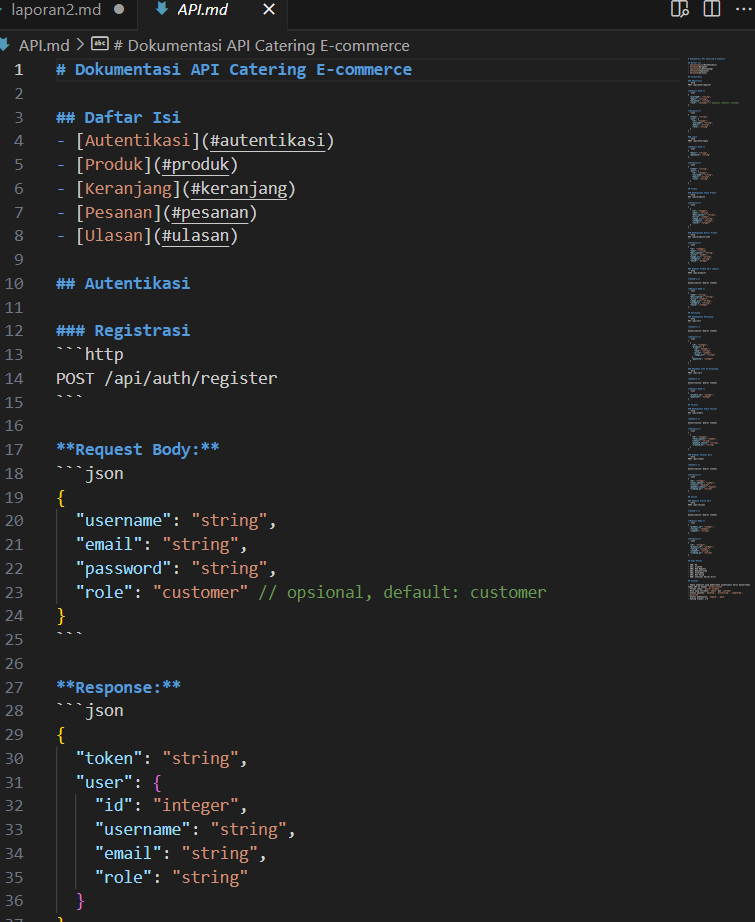 laporan2.md
API.md
API.md > # Dokumentasi API Catering E-commerce
1 # Dokumentasi API Catering E-commerce
2
3 ## Daftar Isi
4 - [Autentikasi](#autentikasi)
5 - [Produk](#produk)
6 - [Keranjang](#keranjang)
7 - [Pesanan](#pesanan)
8 - [Ulasan](#ulasan)
9
10 ## Autentikasi
11
12 ### Registrasi
13 ```http
14 POST /api/auth/register
15 ```
16
17 **Request Body:**
18 ```json
19 {
20   "username": "string",
21   "email": "string",
22   "password": "string",
23   "role": "customer" // opsional, default: customer
24 }
25 ```
26
27 **Response:**
28 ```json
29 {
30   "token": "string",
31   "user": {
32     "id": "integer",
33     "username": "string",
34     "email": "string",
35     "role": "string"
36   }
37 }